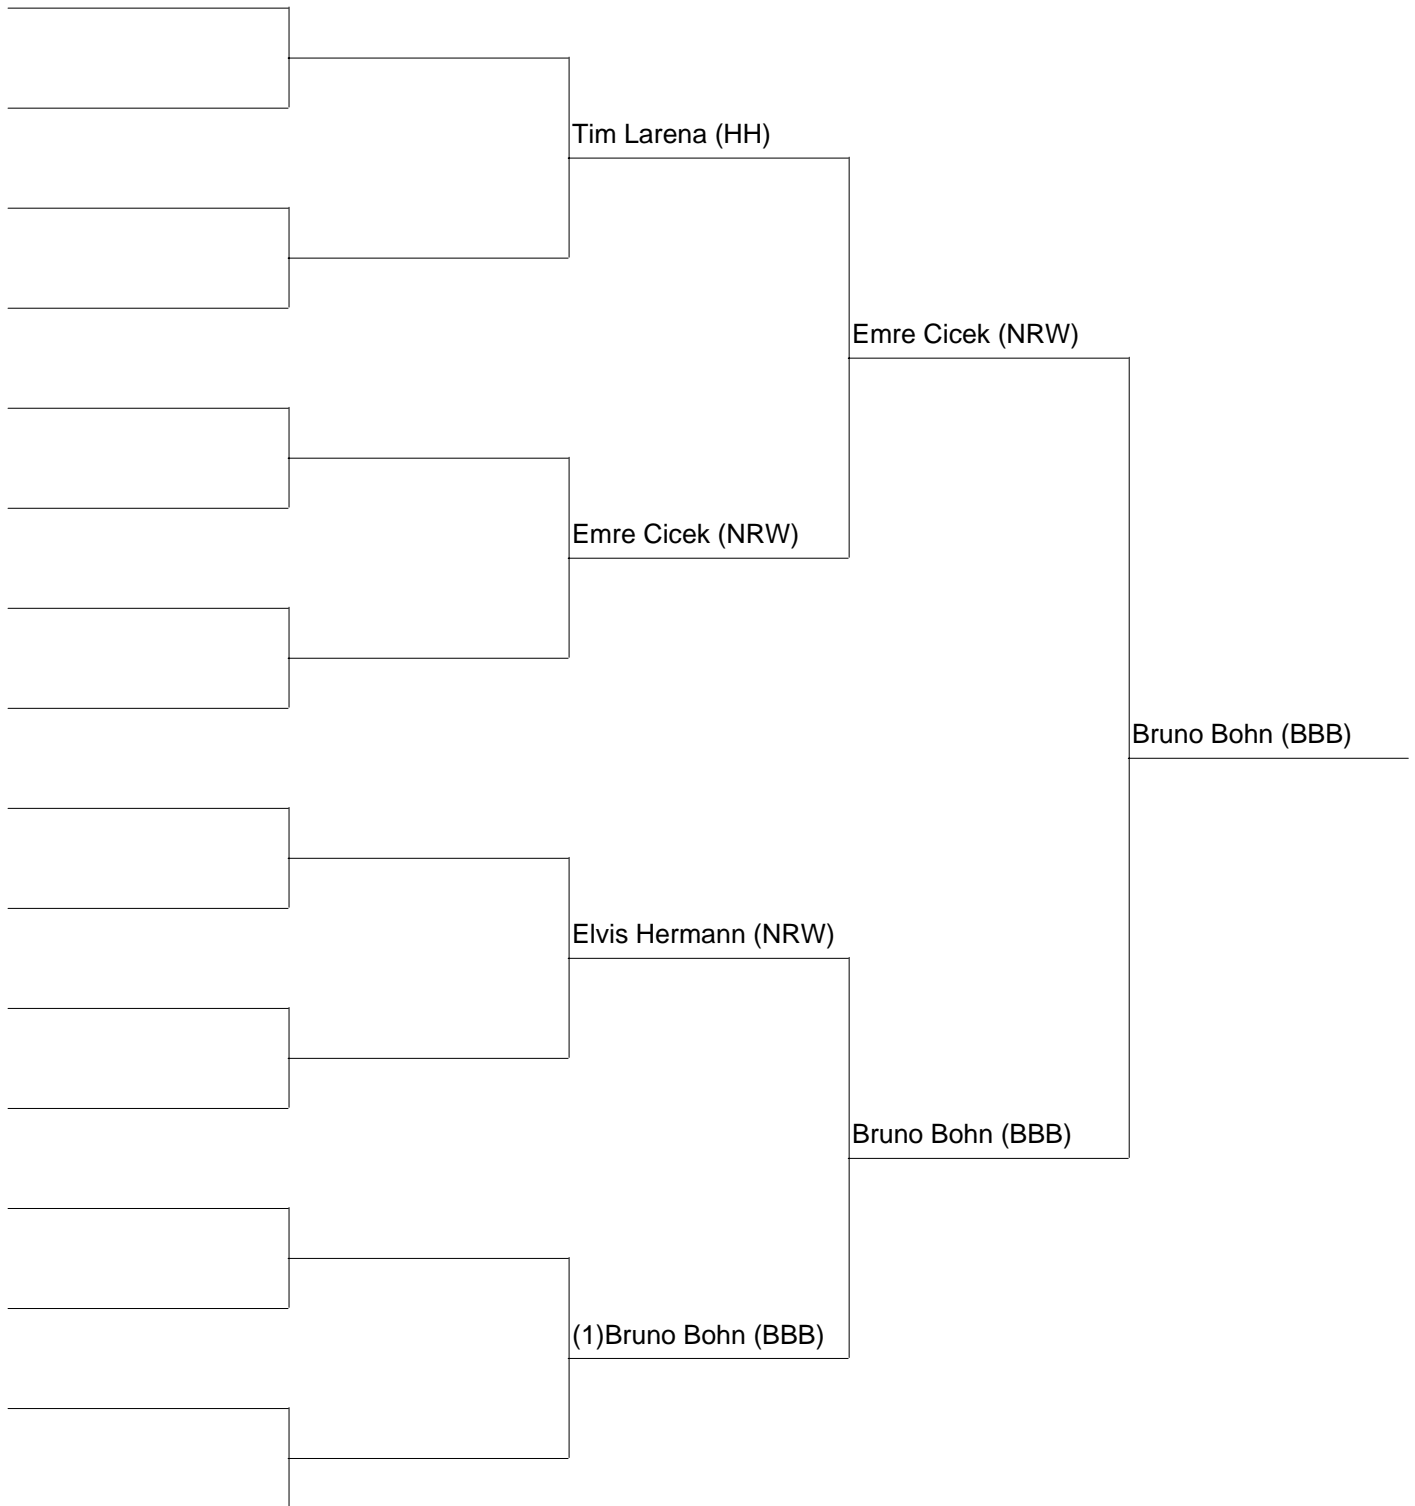 Tim Larena (HH)
Emre Cicek (NRW)
Emre Cicek (NRW)
Bruno Bohn (BBB)
Elvis Hermann (NRW)
Bruno Bohn (BBB)
(1)Bruno Bohn (BBB)